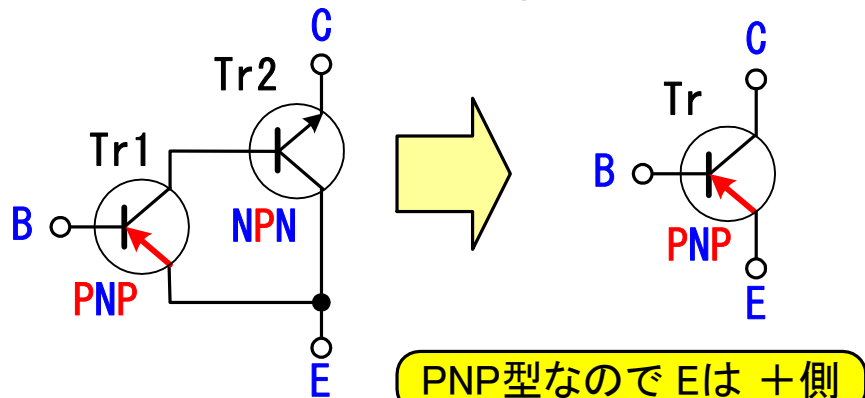 C
Tr2
Tr1
B
NPN
PNP
E
C
Tr
B
PNP
E
PNP型なので Eは +側